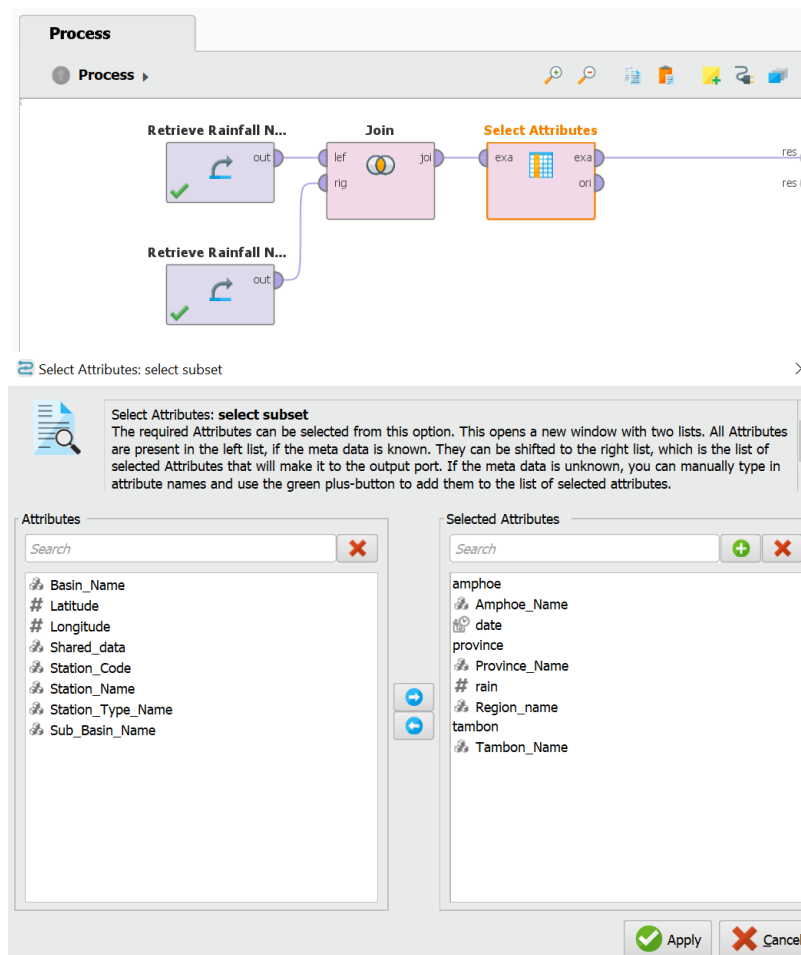 Process
Process
Retrieve Rainfall N...
Join
Select Attributes
out
lef
joi
exa
exa
res
rig
ori
res
Retrieve Rainfall N...
out
Select Attributes: select subset
Select Attributes: select subset
The required Attributes can be selected from this option. This opens a new window with two lists. All Attributes
are present in the left list, if the meta data is known. They can be shifted to the right list, which is the list of
selected Attributes that will make it to the output port. If the meta data is unknown, you can manually type in
attribute names and use the green plus-button to add them to the list of selected attributes.
Attributes
Search
Basin_Name
Latitude
Longitude
Shared_data
Station_Code
Station_Name
Station_Type_Name
Sub_Basin_Name
Selected Attributes
Search
amphoe
Amphoe_Name
date
province
Province_Name
rain
Region_name
tambon
Tambon_Name
Apply
Cancel